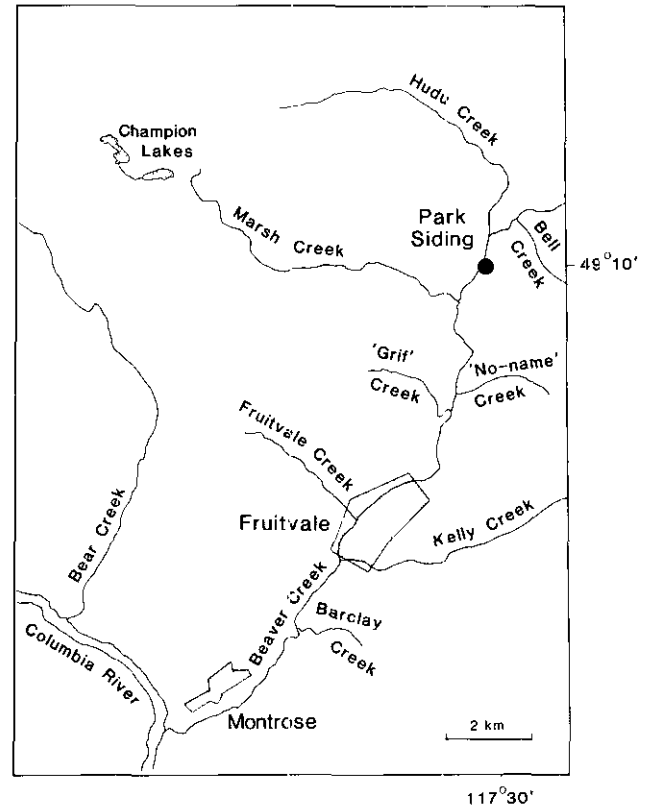 Hudu Creek
Champion
Lakes
Park
Siding
Bell
Creek
Marsh Creek
49°10'
'Grif'
Creek
'No-name'
Creek
Fruitvale Creek
Fruitvale
Kelly Creek
Bear Creek
Beaver Creek
Barclay
Creek
Columbia River
Montrose
2 km
117°30'